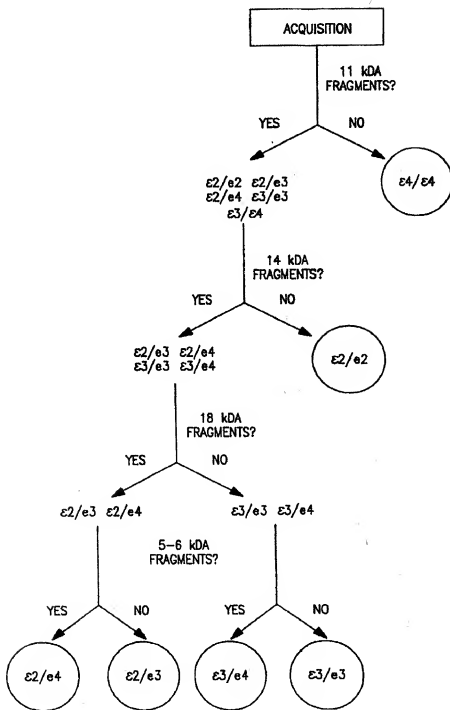 ACQUISITION
11 kDA
FRAGMENTS?
YES NO
ε2/e2 ε2/e3
ε2/e4 ε3/e3
ε3/ε4
ε4/ε4
14 kDA
FRAGMENTS?
YES NO
ε2/e3 ε2/e4
ε3/e3 ε3/e4
ε2/e2
18 kDA
FRAGMENTS?
YES NO
ε2/e3 ε2/e4
ε3/e3 ε3/e4
5-6 kDA
FRAGMENTS?
YES NO YES NO
ε2/e4 ε2/e3 ε3/e4 ε3/e3